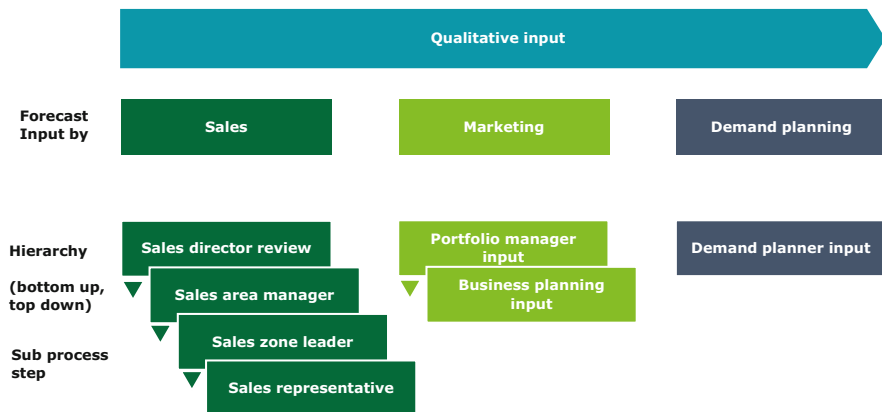 Qualitative input
Forecast
Input by
Sales
Marketing
Demand planning
Hierarchy
(bottom up,
top down)
Sub process
step
Sales director review
Sales area manager
Sales zone leader
Sales representative
Portfolio manager
input
Business planning
input
Demand planner input